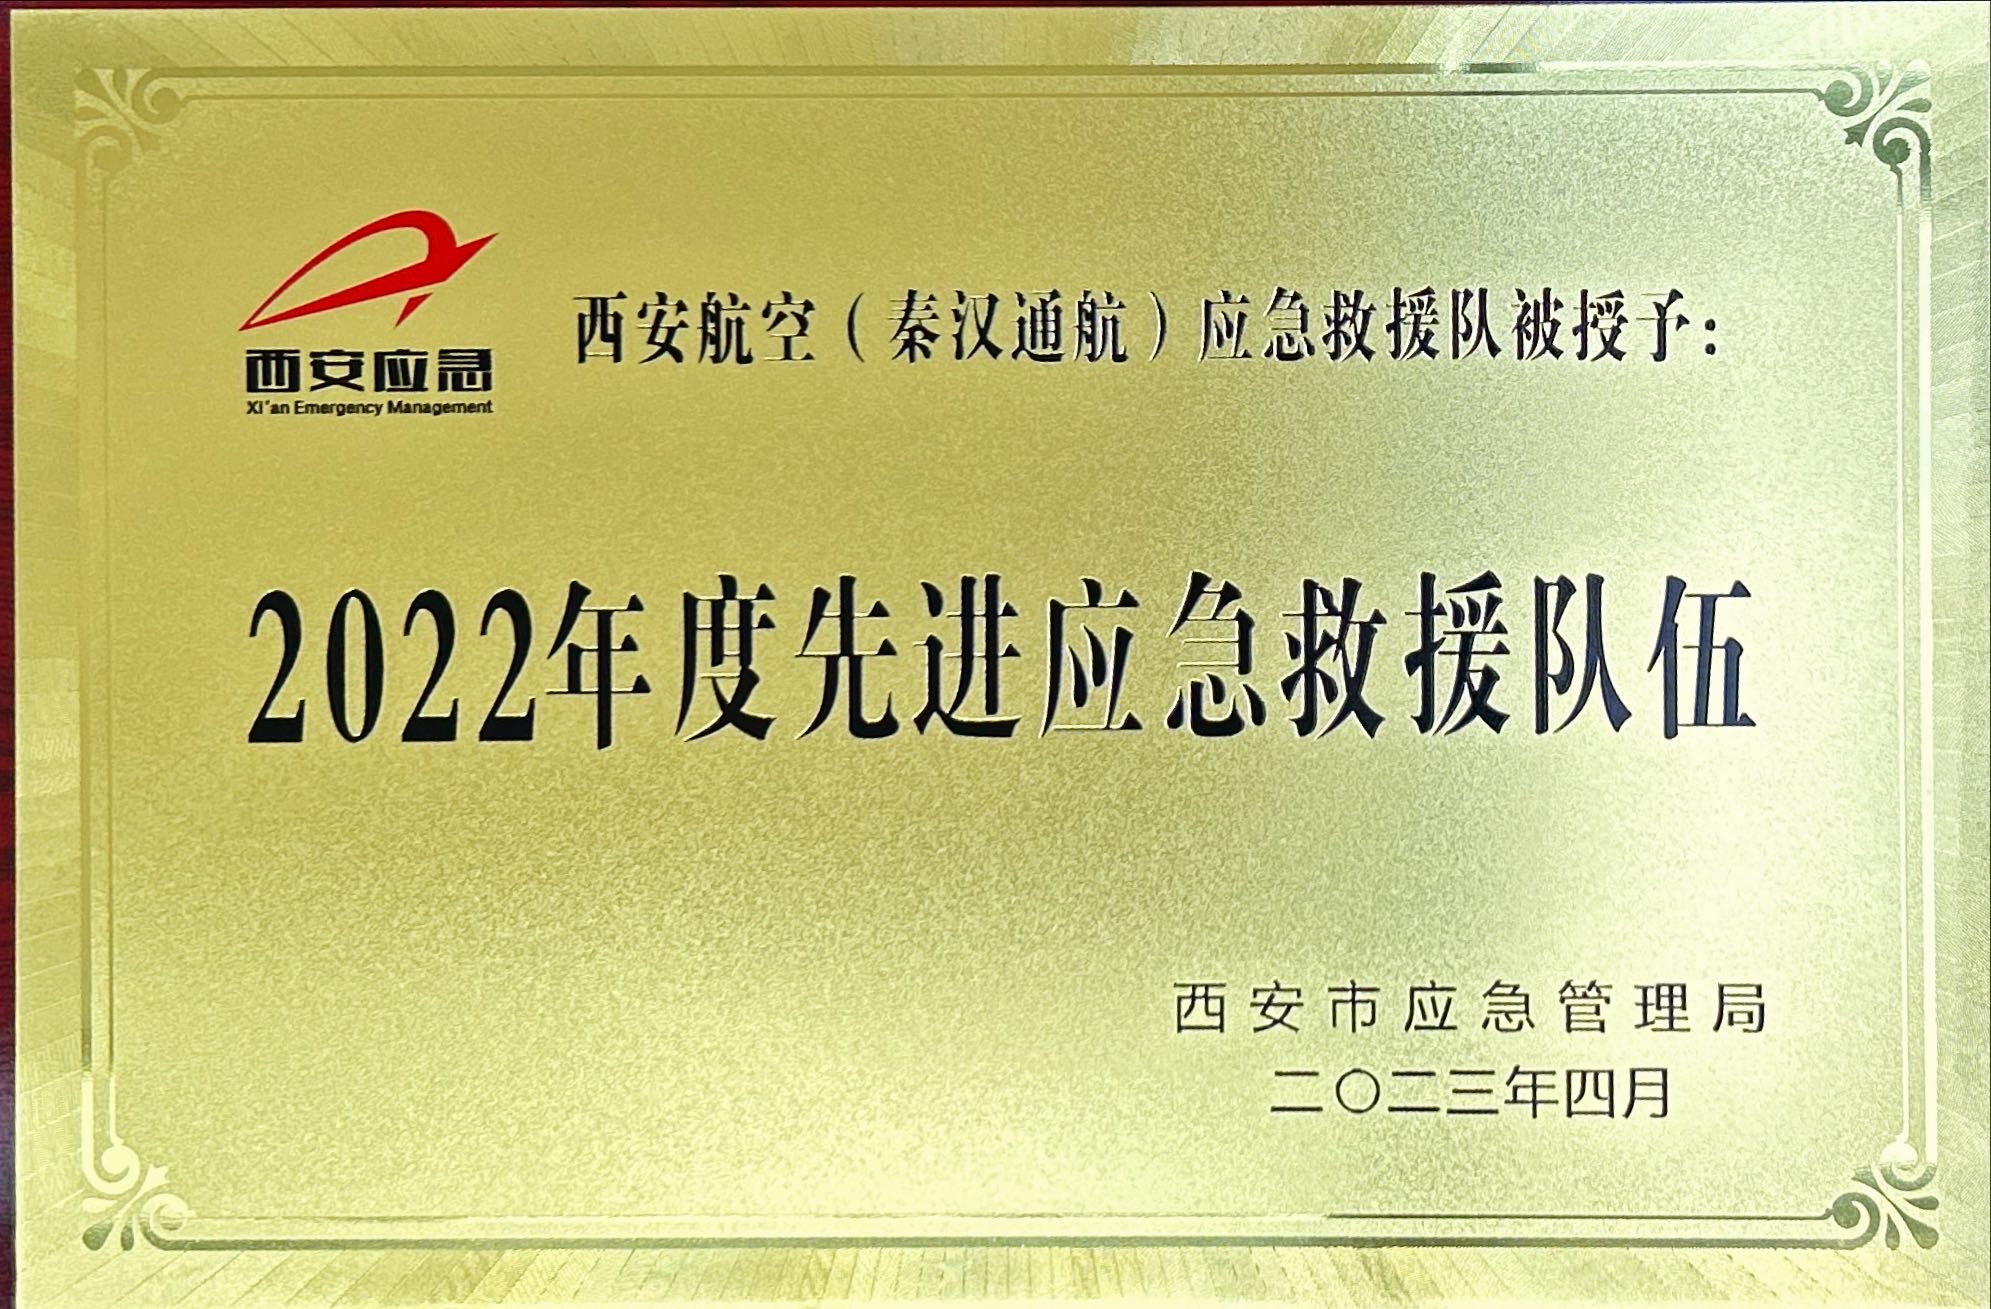 西安应急
XI'an Emergency Management
西安航空（秦汉通航）应急救援队被授予：
2022年度先进应急救援队伍
西安市应急管理局
二〇二三年四月